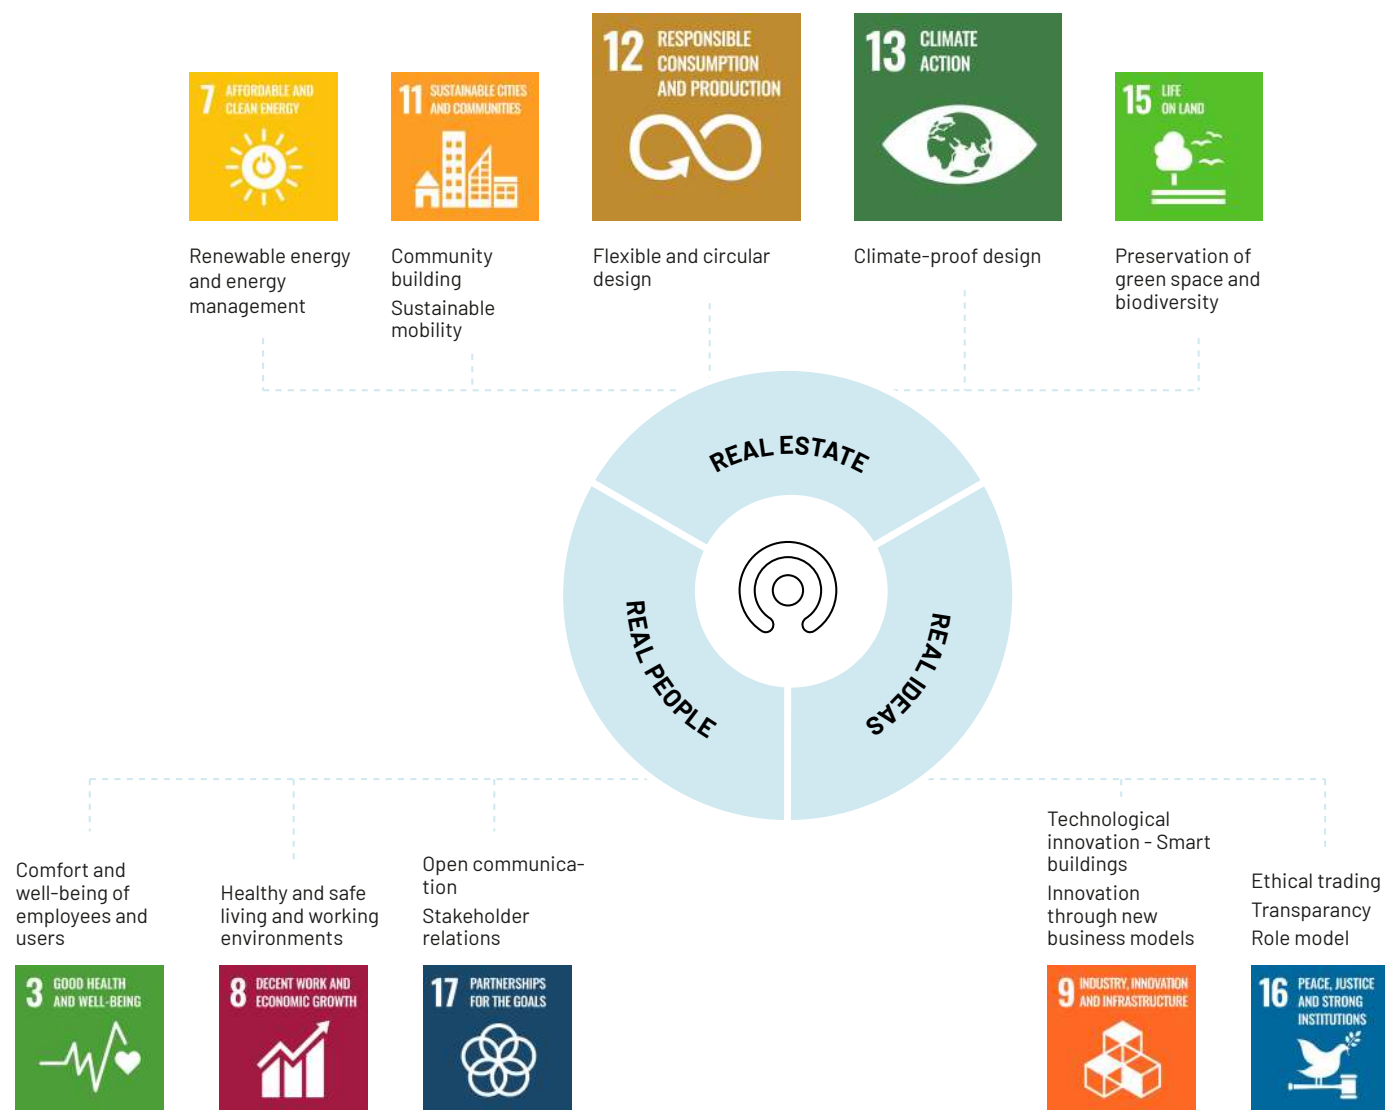 7 AFFORDABLE AND
CLEAN ENERGY
11 SUSTAINABLE CITIES
AND COMMUNITIES
12 RESPONSIBLE
CONSUMPTION
AND PRODUCTION
13 CLIMATE
ACTION
15 LIFE
ON LAND
Renewable energy
and energy
management
Community
building
Sustainable
mobility
Flexible and circular
design
Climate-proof design
Preservation of
green space and
biodiversity
REAL ESTATE
REAL PEOPLE
REAL IDEAS
Comfort and
well-being of
employees and
users
Healthy and safe
living and working
environments
Open communica-
tion
Stakeholder
relations
Technological
innovation - Smart
buildings
Innovation
through new
business models
Ethical trading
Transparancy
Role model
3 GOOD HEALTH
AND WELL-BEING
8 DECENT WORK AND
ECONOMIC GROWTH
17 PARTNERSHIPS
FOR THE GOALS
9 INDUSTRY, INNOVATION
AND INFRASTRUCTURE
16 PEACE, JUSTICE
AND STRONG
INSTITUTIONS